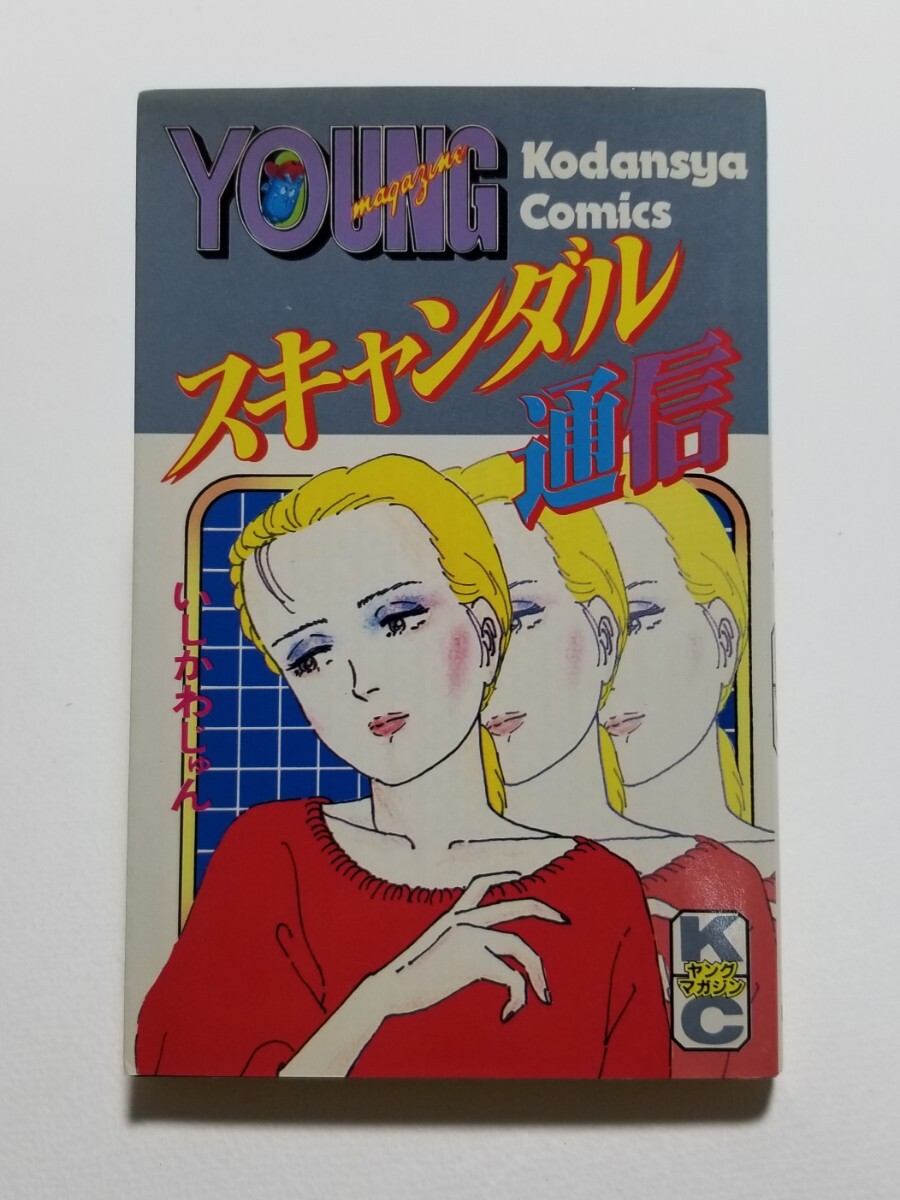 YOUNG
magazine
Kodansya
Comics
スキャンダル
通信
いしかわじゅん
K
ヤング
マガジン
C